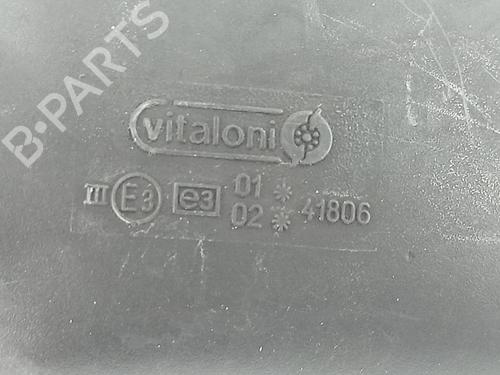 B-PARTS
vitaloni
III E3 e3 01 * 41806
02 *